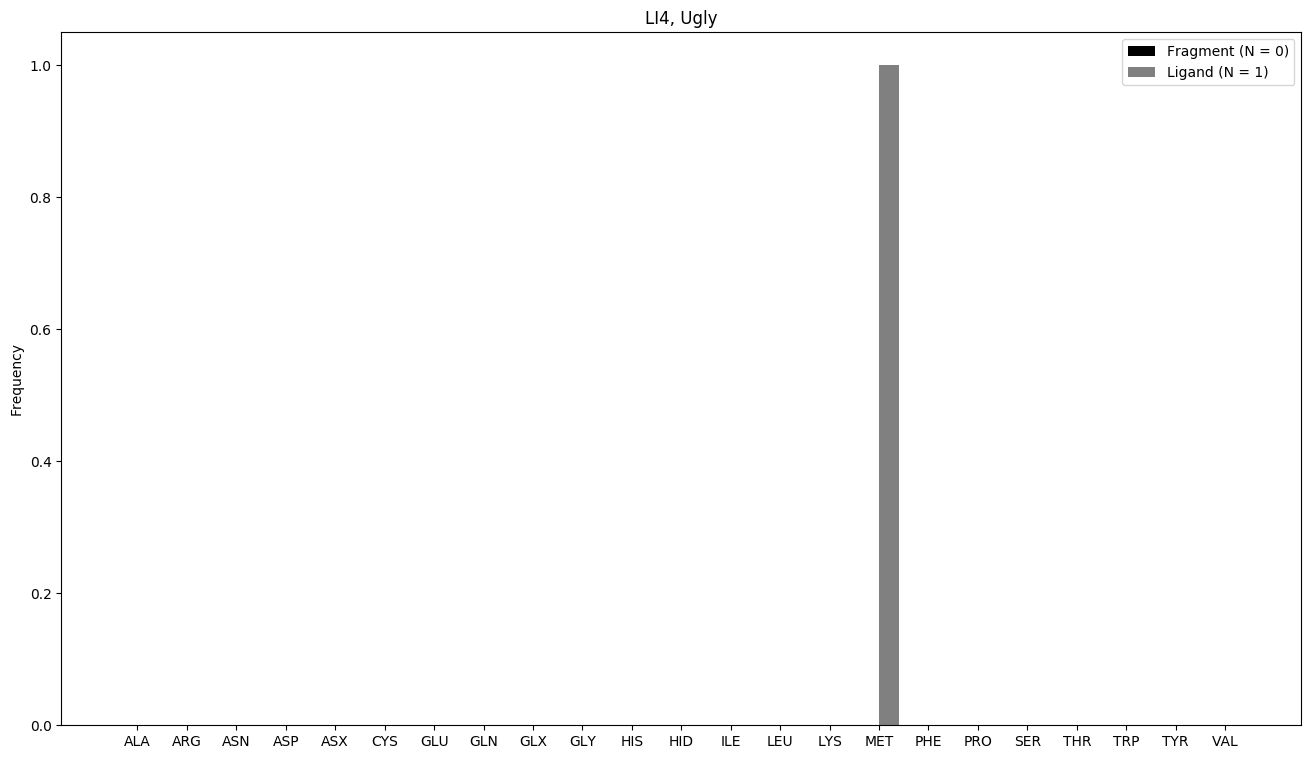 LI4, Ugly
Fragment (N = 0)
Ligand (N = 1)
1.0
0.8
0.6
0.4
0.2
0.0
Frequency
ALA ARG ASN ASP ASX CYS GLU GLN GLX GLY HIS HID ILE LEU LYS MET PHE PRO SER THR TRP TYR VAL